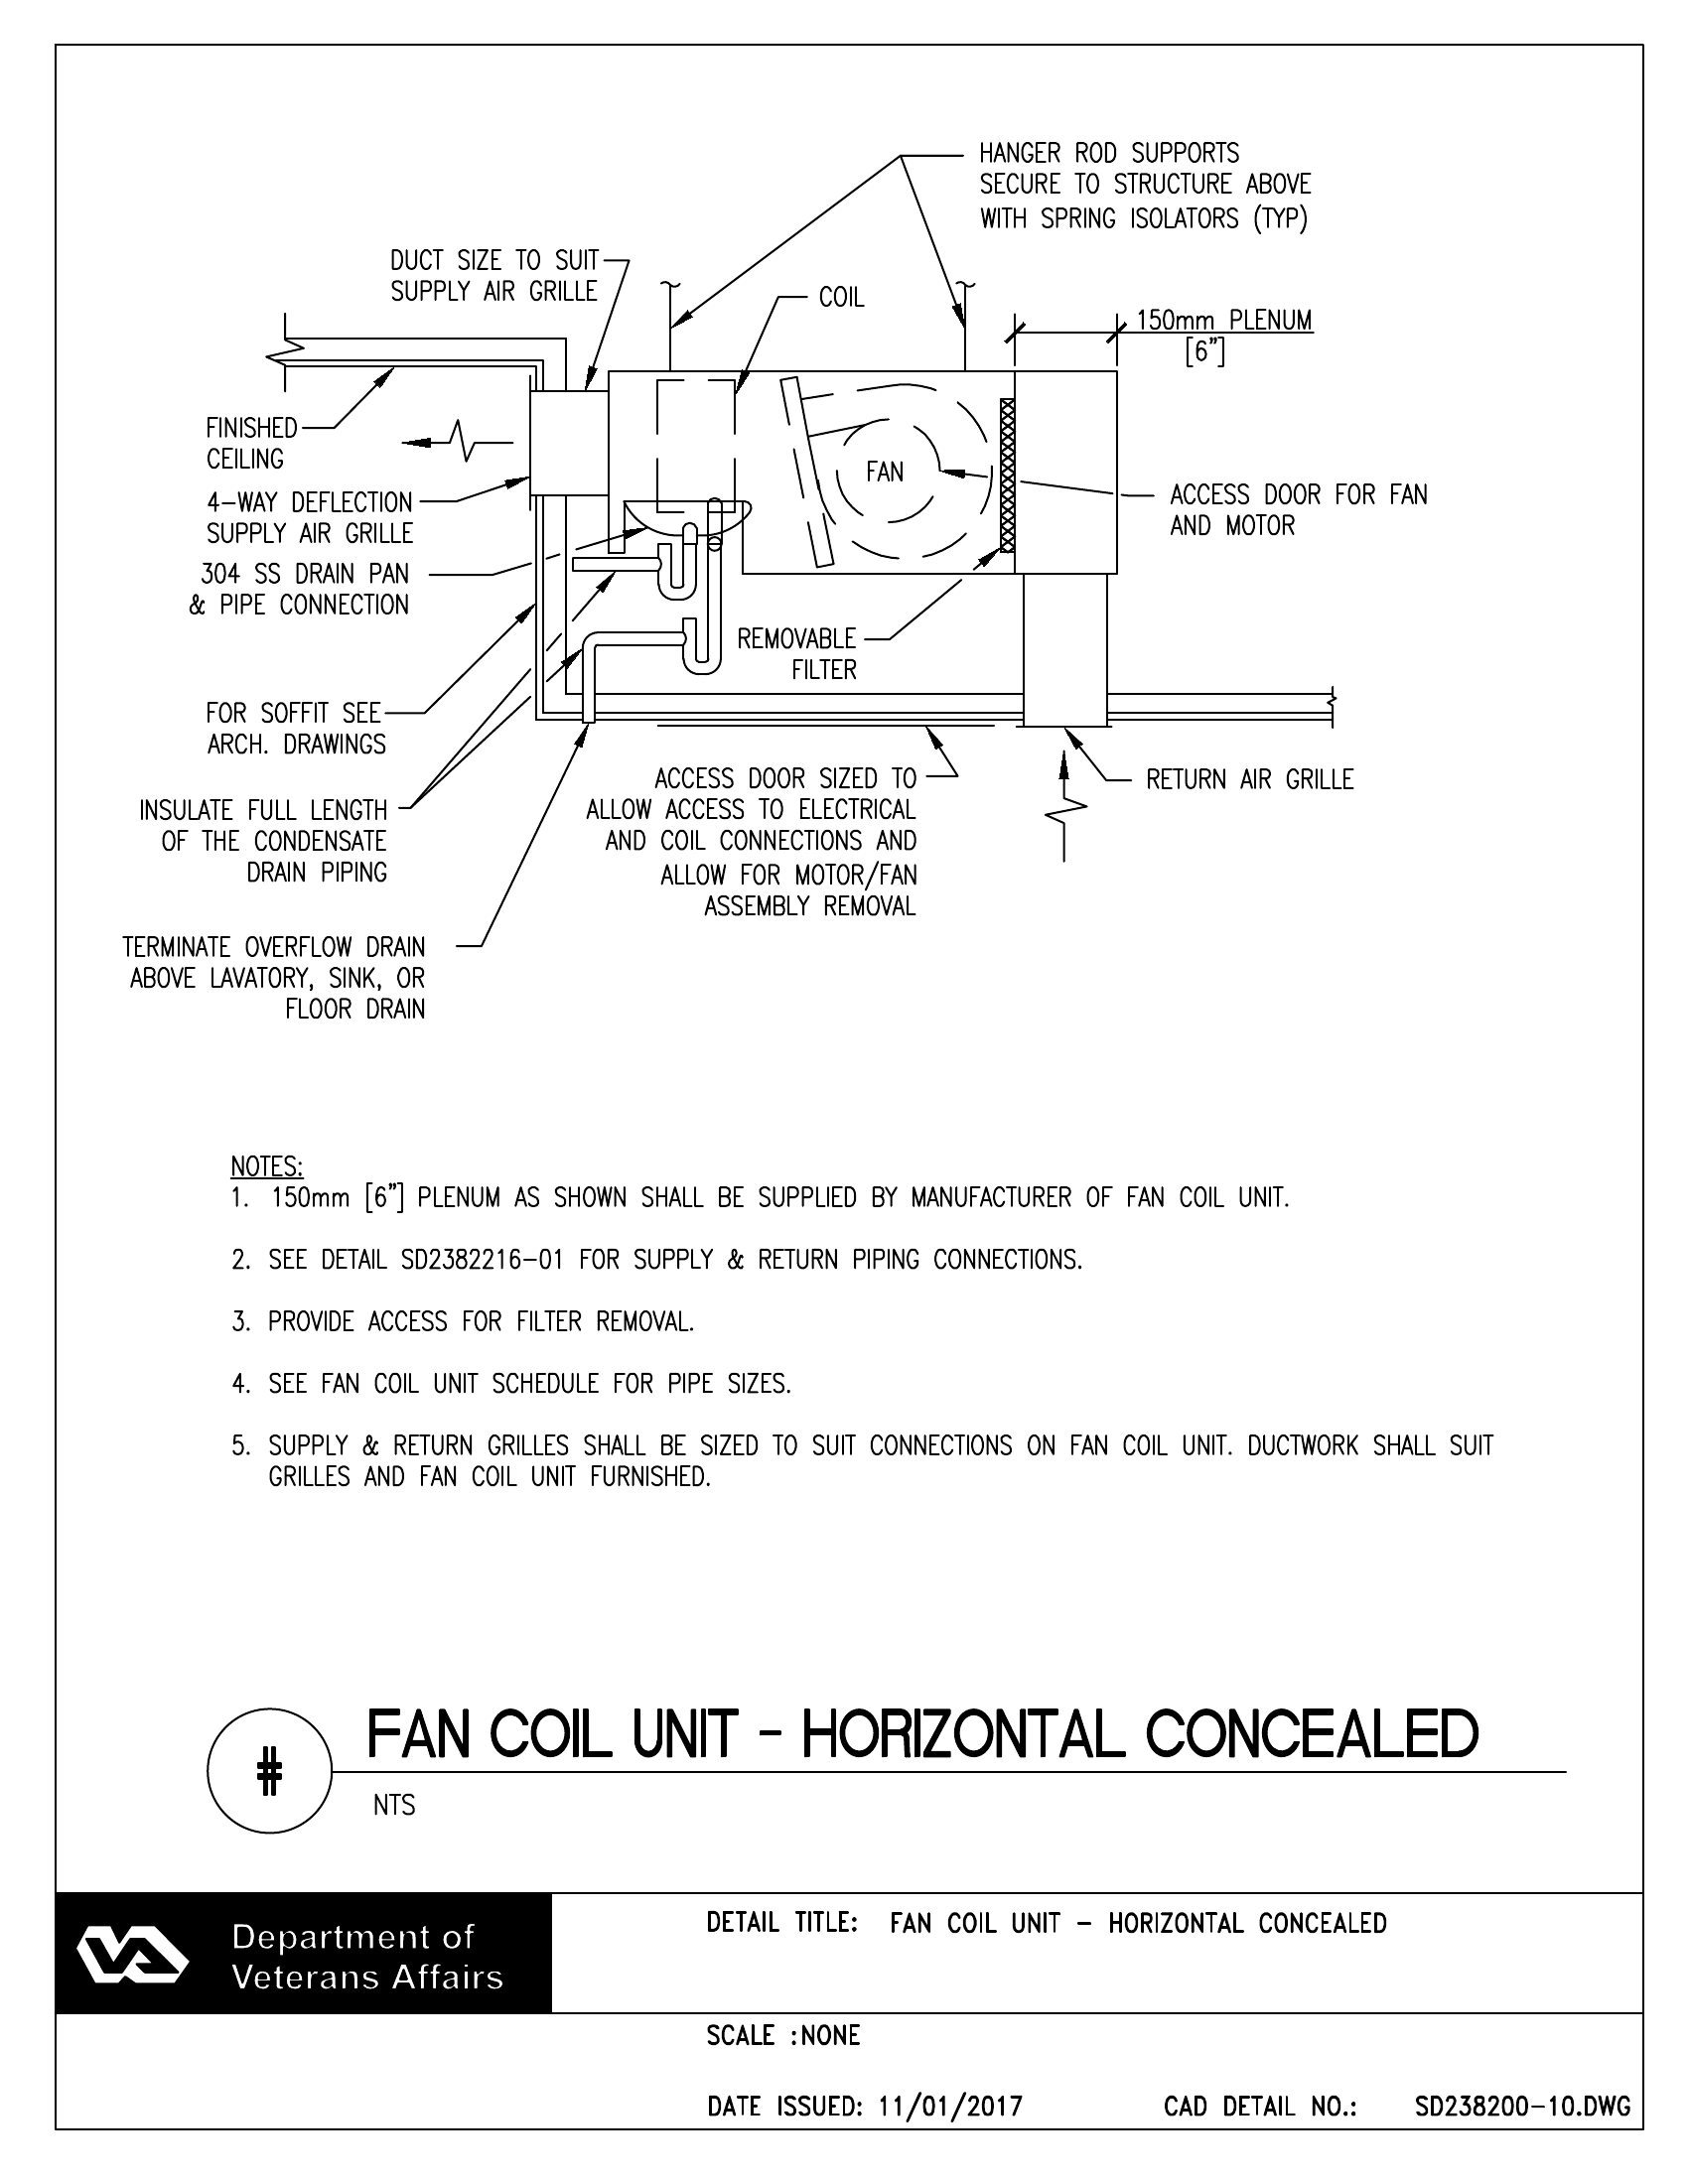 HANGER ROD SUPPORTS
SECURE TO STRUCTURE ABOVE
WITH SPRING ISOLATORS (TYP)
DUCT SIZE TO SUIT
SUPPLY AIR GRILLE
COIL
150mm PLENUM
[6"]
FINISHED
CEILING
4-WAY DEFLECTION
SUPPLY AIR GRILLE
FAN
ACCESS DOOR FOR FAN
AND MOTOR
304 SS DRAIN PAN
& PIPE CONNECTION
REMOVABLE
FILTER
FOR SOFFIT SEE
ARCH. DRAWINGS
ACCESS DOOR SIZED TO
ALLOW ACCESS TO ELECTRICAL
AND COIL CONNECTIONS AND
ALLOW FOR MOTOR/FAN
ASSEMBLY REMOVAL
RETURN AIR GRILLE
INSULATE FULL LENGTH
OF THE CONDENSATE
DRAIN PIPING
TERMINATE OVERFLOW DRAIN
ABOVE LAVATORY, SINK, OR
FLOOR DRAIN
NOTES:
1. 150mm [6"] PLENUM AS SHOWN SHALL BE SUPPLIED BY MANUFACTURER OF FAN COIL UNIT.
2. SEE DETAIL SD2382216-01 FOR SUPPLY & RETURN PIPING CONNECTIONS.
3. PROVIDE ACCESS FOR FILTER REMOVAL.
4. SEE FAN COIL UNIT SCHEDULE FOR PIPE SIZES.
5. SUPPLY & RETURN GRILLES SHALL BE SIZED TO SUIT CONNECTIONS ON FAN COIL UNIT. DUCTWORK SHALL SUIT
GRILLES AND FAN COIL UNIT FURNISHED.
# FAN COIL UNIT - HORIZONTAL CONCEALED
NTS
VA
Department of
Veterans Affairs
DETAIL TITLE: FAN COIL UNIT - HORIZONTAL CONCEALED
SCALE :NONE
DATE ISSUED: 11/01/2017 CAD DETAIL NO.: SD238200-10.DWG